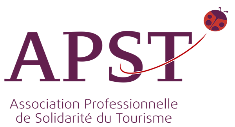 APST
Association Professionnelle
de Solidarité du Tourisme